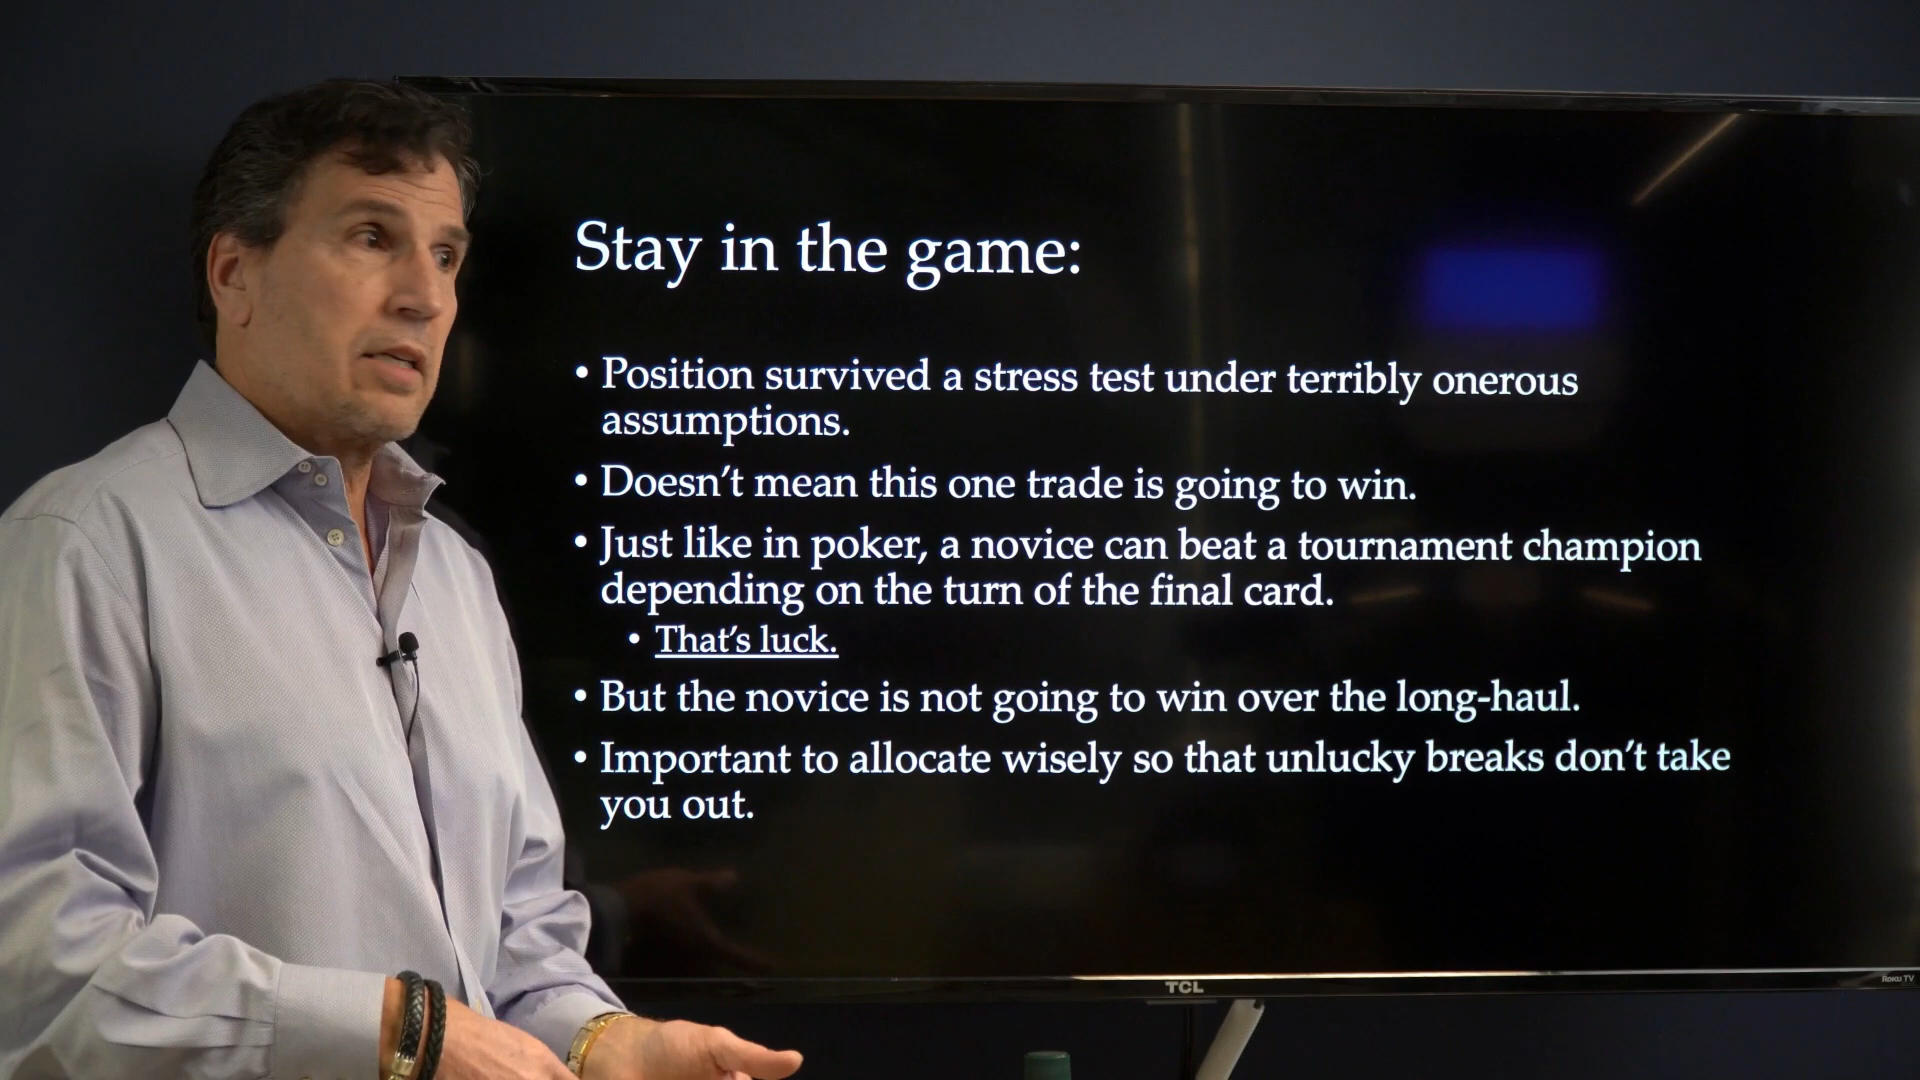 Stay in the game:
• Position survived a stress test under terribly onerous
assumptions.
• Doesn’t mean this one trade is going to win.
• Just like in poker, a novice can beat a tournament champion
depending on the turn of the final card.
• That’s luck.
• But the novice is not going to win over the long-haul.
• Important to allocate wisely so that unlucky breaks don’t take
you out.
TCL
Roku TV